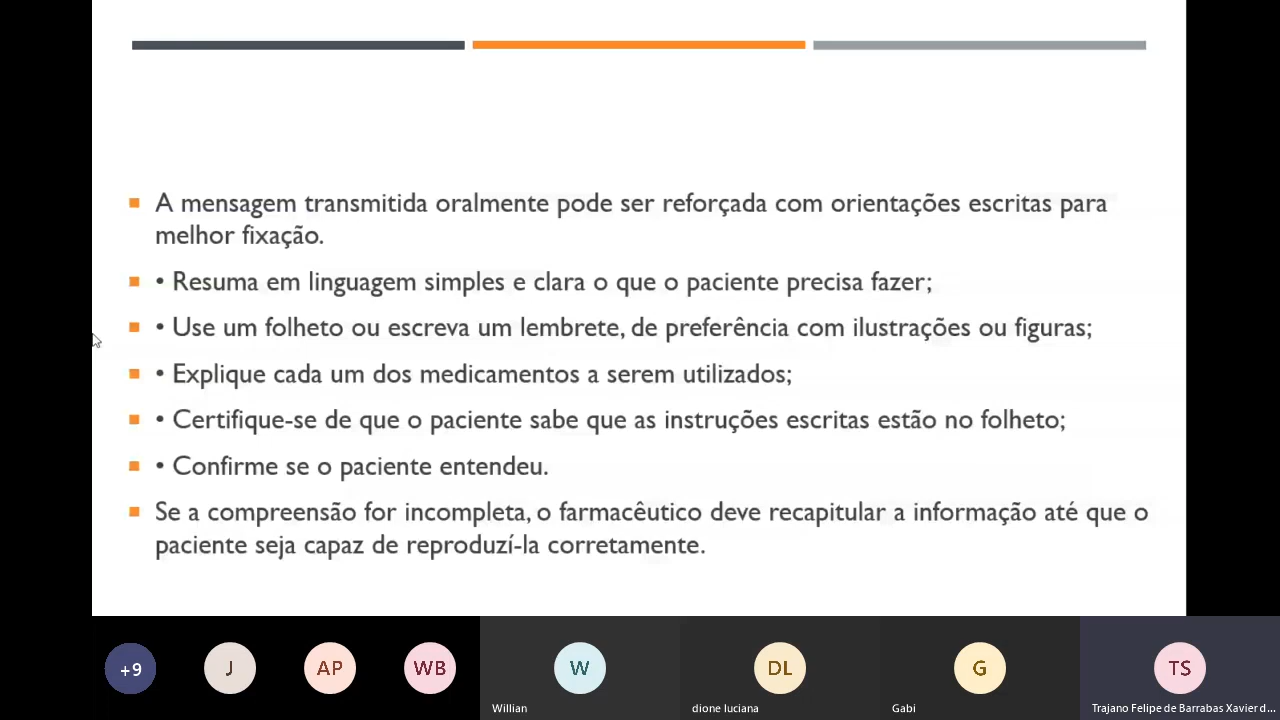 A mensagem transmitida oralmente pode ser reforçada com orientações escritas para
melhor fixação.
• Resuma em linguagem simples e clara o que o paciente precisa fazer;
• Use um folheto ou escreva um lembrete, de preferência com ilustrações ou figuras;
• Explique cada um dos medicamentos a serem utilizados;
• Certifique-se de que o paciente sabe que as instruções escritas estão no folheto;
• Confirme se o paciente entendeu.
Se a compreensão for incompleta, o farmacêutico deve recapitular a informação até que o
paciente seja capaz de reproduzí-la corretamente.
+9
J
AP
WB
W
DL
G
TS
Willian
dione luciana
Gabi
Trajano Felipe de Barrabas Xavier d...